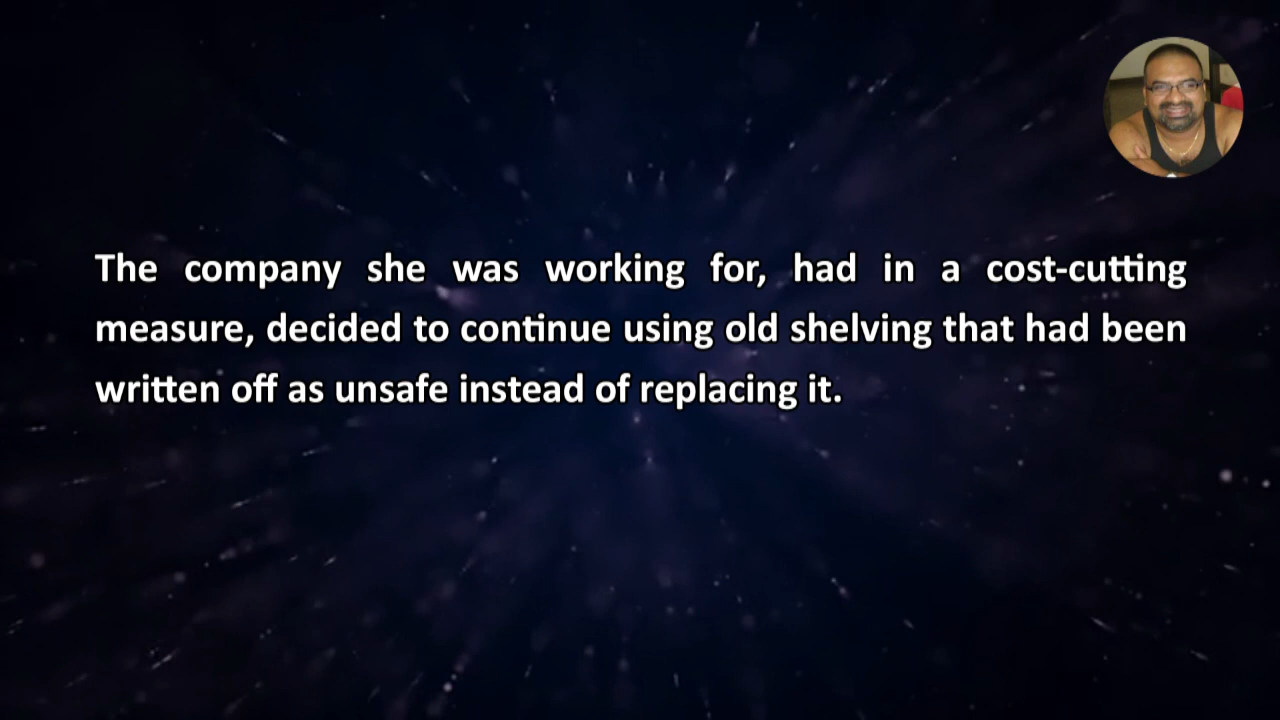 The company she was working for, had in a cost-cutting
measure, decided to continue using old shelving that had been
written off as unsafe instead of replacing it.